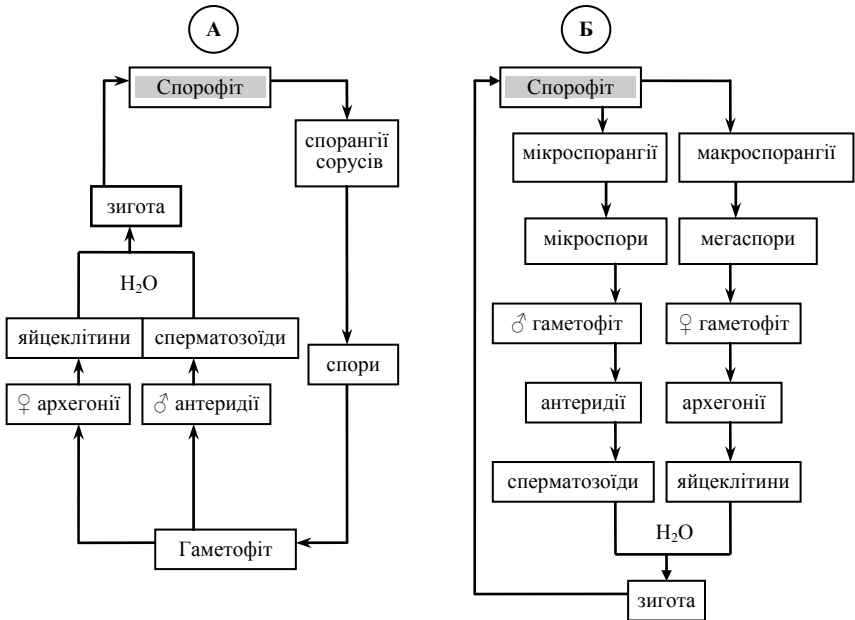 А
Спорофіт
спорангії
сорусів
зигота
H₂O
яйцеклітини
сперматозоїди
спори
♀ архегонії
♂ антеридії
Гаметофіт
Б
Спорофіт
мікроспорангії
макроспорангії
мікроспори
мегаспори
♂ гаметофіт
♀ гаметофіт
антеридії
архегонії
сперматозоїди
яйцеклітини
H₂O
зигота